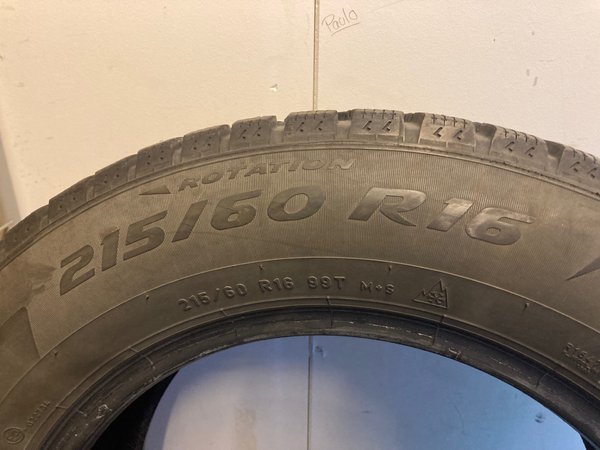 Paolo
ROTATION
215/60 R16
215/60 R16 99T M+S